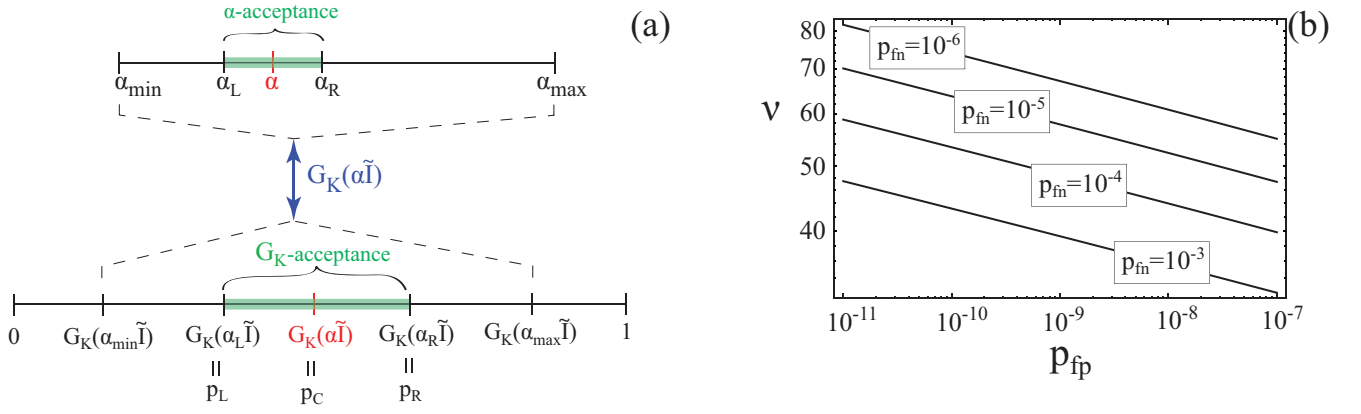 (a)
α-acceptance
α_min α_L α α_R α_max
G_K(αĨ)
G_K-acceptance
0 G_K(α_minĨ) G_K(α_LĨ) G_K(αĨ) G_K(α_RĨ) G_K(α_maxĨ) 1
p_L p_C p_R
(b)
80
70
60
50
40
ν
p_fn=10^-6
p_fn=10^-5
p_fn=10^-4
p_fn=10^-3
10^-11 10^-10 10^-9 10^-8 10^-7
p_fp